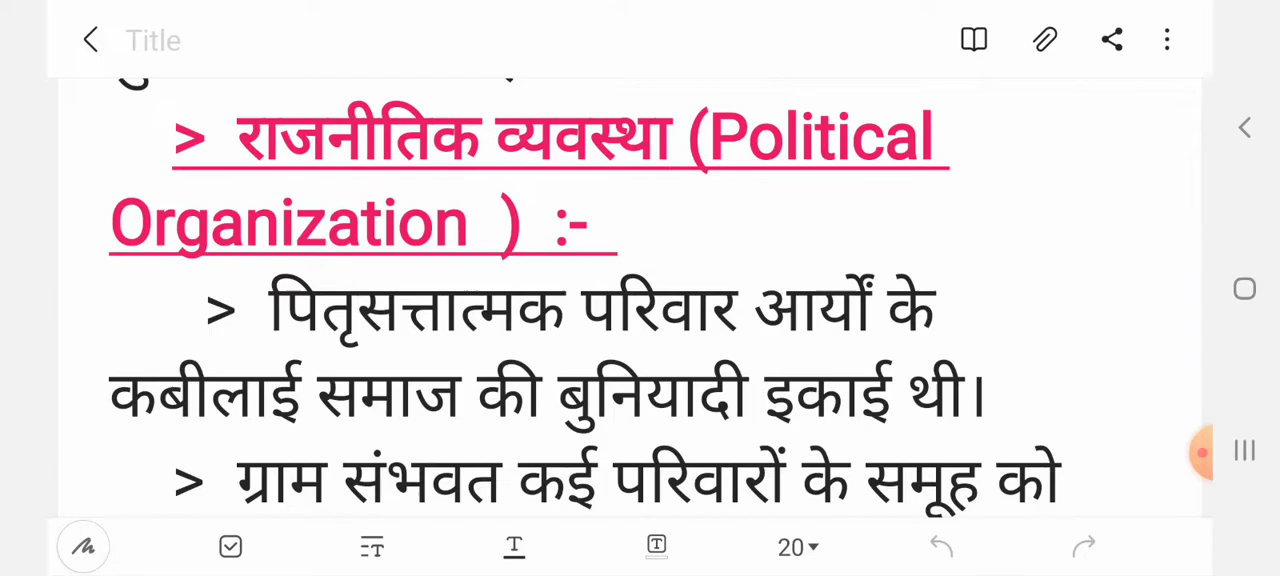 Title
> राजनीतिक व्यवस्था (Political
Organization ) :-
> पितृसत्तात्मक परिवार आर्यों के
कबीलाई समाज की बुनियादी इकाई थी।
> ग्राम संभवत कई परिवारों के समूह को
20